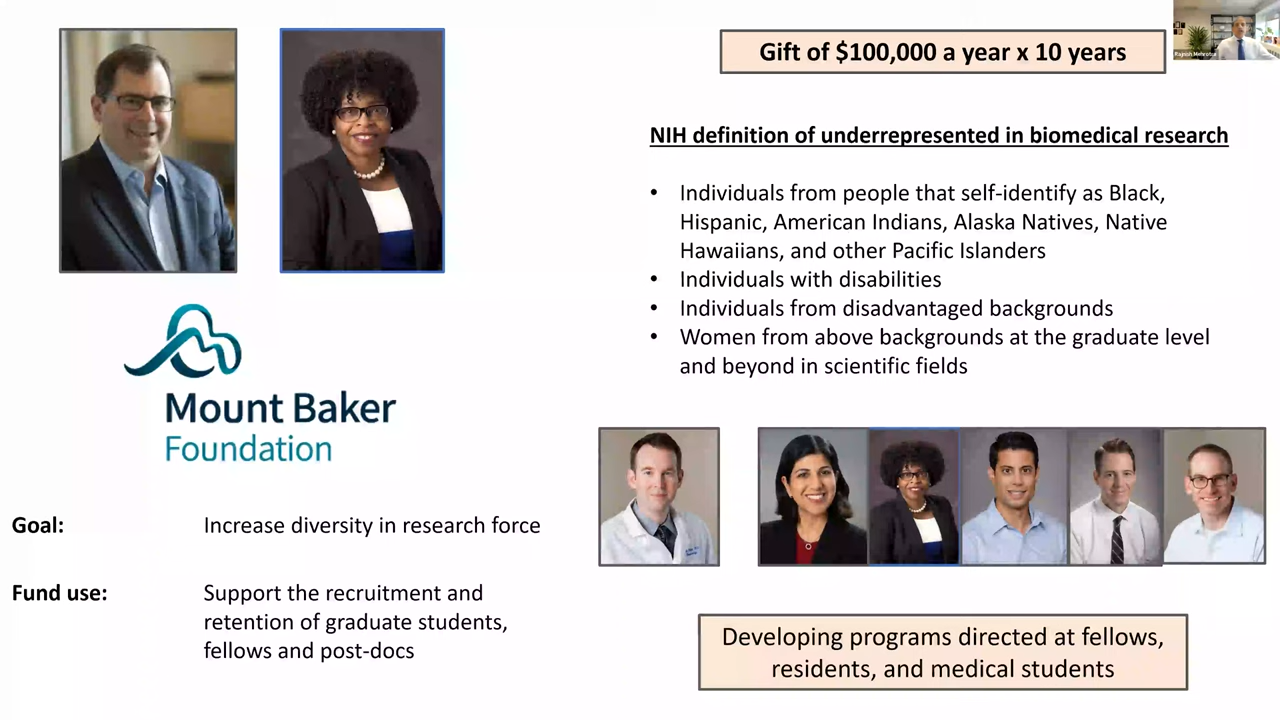 Gift of $100,000 a year x 10 years
Rajnish Mehrotra
NIH definition of underrepresented in biomedical research
• Individuals from people that self-identify as Black,
Hispanic, American Indians, Alaska Natives, Native
Hawaiians, and other Pacific Islanders
• Individuals with disabilities
• Individuals from disadvantaged backgrounds
• Women from above backgrounds at the graduate level
and beyond in scientific fields
Mount Baker
Foundation
Goal: Increase diversity in research force
Fund use: Support the recruitment and
retention of graduate students,
fellows and post-docs
Developing programs directed at fellows,
residents, and medical students